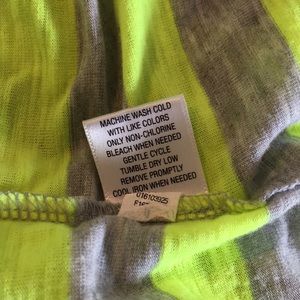 MACHINE WASH COLD
WITH LIKE COLORS
ONLY NON-CHLORINE
BLEACH WHEN NEEDED
GENTLE CYCLE
TUMBLE DRY LOW
REMOVE PROMPTLY
COOL IRON WHEN NEEDED
016103925